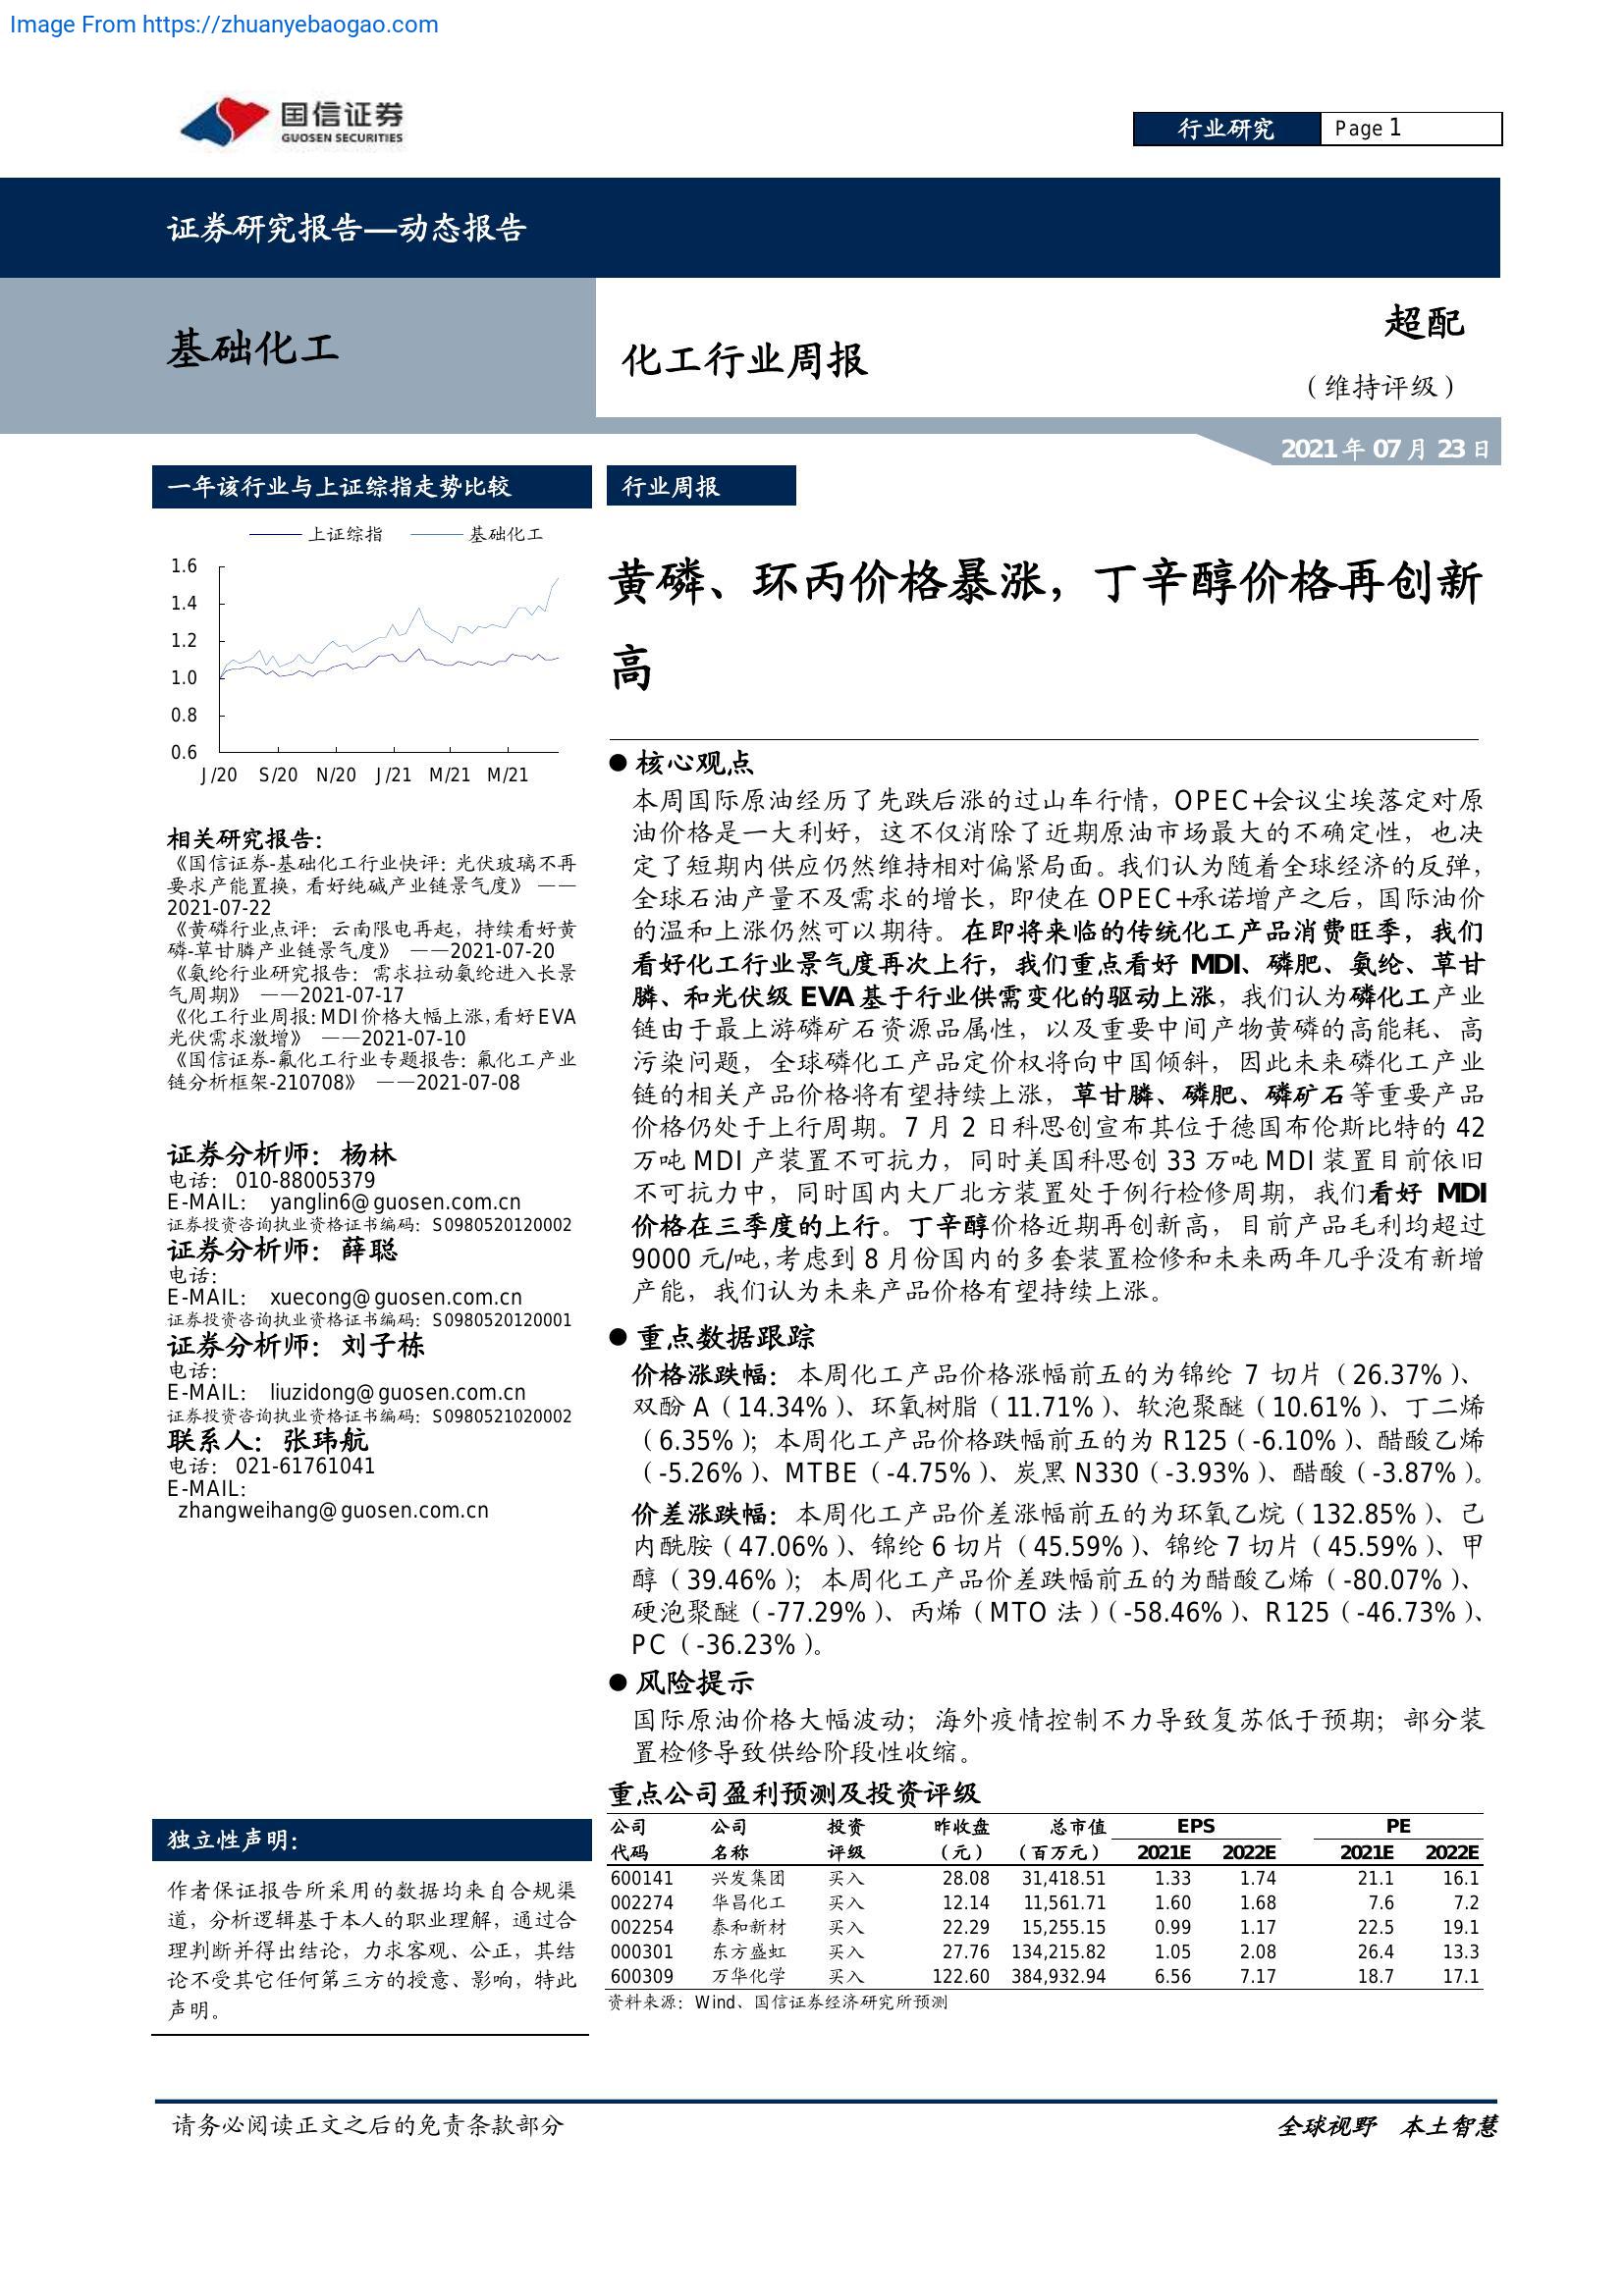 Image From https://zhuanyebaogao.com
国信证券
GUOSEN SECURITIES
行业研究
Page 1
证券研究报告—动态报告
基础化工
化工行业周报
超配
（维持评级）
2021 年 07 月 23 日
一年该行业与上证综指走势比较
上证综指 基础化工
1.6
1.4
1.2
1.0
0.8
0.6
J/20 S/20 N/20 J/21 M/21 M/21
相关研究报告：
《国信证券-基础化工行业快评：光伏玻璃不再
要求产能置换，看好纯碱产业链景气度》 ——
2021-07-22
《黄磷行业点评：云南限电再起，持续看好黄
磷-草甘膦产业链景气度》 ——2021-07-20
《氨纶行业研究报告：需求拉动氨纶进入长景
气周期》 ——2021-07-17
《化工行业周报：MDI价格大幅上涨，看好EVA
光伏需求激增》 ——2021-07-10
《国信证券-氟化工行业专题报告：氟化工产业
链分析框架-210708》 ——2021-07-08
证券分析师：杨林
电话： 010-88005379
E-MAIL： yanglin6@guosen.com.cn
证券投资咨询执业资格证书编码：S0980520120002
证券分析师：薛聪
电话：
E-MAIL： xuecong@guosen.com.cn
证券投资咨询执业资格证书编码：S0980520120001
证券分析师：刘子栋
电话：
E-MAIL： liuzidong@guosen.com.cn
证券投资咨询执业资格证书编码：S0980521020002
联系人：张玮航
电话： 021-61761041
E-MAIL：
zhangweihang@guosen.com.cn
独立性声明：
作者保证报告所采用的数据均来自合规渠
道，分析逻辑基于本人的职业理解，通过合
理判断并得出结论，力求客观、公正，其结
论不受其它任何第三方的授意、影响，特此
声明。
行业周报
黄磷、环丙价格暴涨，丁辛醇价格再创新
高
● 核心观点
本周国际原油经历了先跌后涨的过山车行情，OPEC+会议尘埃落定对原
油价格是一大利好，这不仅消除了近期原油市场最大的不确定性，也决
定了短期内供应仍然维持相对偏紧局面。我们认为随着全球经济的反弹，
全球石油产量不及需求的增长，即使在 OPEC+承诺增产之后，国际油价
的温和上涨仍然可以期待。在即将来临的传统化工产品消费旺季，我们
看好化工行业景气度再次上行，我们重点看好 MDI、磷肥、氨纶、草甘
膦、和光伏级 EVA 基于行业供需变化的驱动上涨，我们认为磷化工产业
链由于最上游磷矿石资源品属性，以及重要中间产物黄磷的高能耗、高
污染问题，全球磷化工产品定价权将向中国倾斜，因此未来磷化工产业
链的相关产品价格将有望持续上涨，草甘膦、磷肥、磷矿石等重要产品
价格仍处于上行周期。7 月 2 日科思创宣布其位于德国布伦斯比特的 42
万吨 MDI 产装置不可抗力，同时美国科思创 33 万吨 MDI 装置目前依旧
不可抗力中，同时国内大厂北方装置处于例行检修周期，我们看好 MDI
价格在三季度的上行。丁辛醇价格近期再创新高，目前产品毛利均超过
9000 元/吨，考虑到 8 月份国内的多套装置检修和未来两年几乎没有新增
产能，我们认为未来产品价格有望持续上涨。
● 重点数据跟踪
价格涨跌幅：本周化工产品价格涨幅前五的为锦纶 7 切片（26.37%）、
双酚 A（14.34%）、环氧树脂（11.71%）、软泡聚醚（10.61%）、丁二烯
（6.35%）；本周化工产品价格跌幅前五的为 R125（-6.10%）、醋酸乙烯
（-5.26%）、MTBE（-4.75%）、炭黑 N330（-3.93%）、醋酸（-3.87%）。
价差涨跌幅：本周化工产品价差涨幅前五的为环氧乙烷（132.85%）、己
内酰胺（47.06%）、锦纶 6 切片（45.59%）、锦纶 7 切片（45.59%）、甲
醇（39.46%）；本周化工产品价差跌幅前五的为醋酸乙烯（-80.07%）、
硬泡聚醚（-77.29%）、丙烯（MTO 法）（-58.46%）、R125（-46.73%）、
PC（-36.23%）。
● 风险提示
国际原油价格大幅波动；海外疫情控制不力导致复苏低于预期；部分装
置检修导致供给阶段性收缩。
重点公司盈利预测及投资评级
公司 公司 投资 昨收盘 总市值 EPS PE
代码 名称 评级 （元） （百万元） 2021E 2022E 2021E 2022E
600141 兴发集团 买入 28.08 31,418.51 1.33 1.74 21.1 16.1
002274 华昌化工 买入 12.14 11,561.71 1.60 1.68 7.6 7.2
002254 泰和新材 买入 22.29 15,255.15 0.99 1.17 22.5 19.1
000301 东方盛虹 买入 27.76 134,215.82 1.05 2.08 26.4 13.3
600309 万华化学 买入 122.60 384,932.94 6.56 7.17 18.7 17.1
资料来源：Wind、国信证券经济研究所预测
请务必阅读正文之后的免责条款部分
全球视野 本土智慧